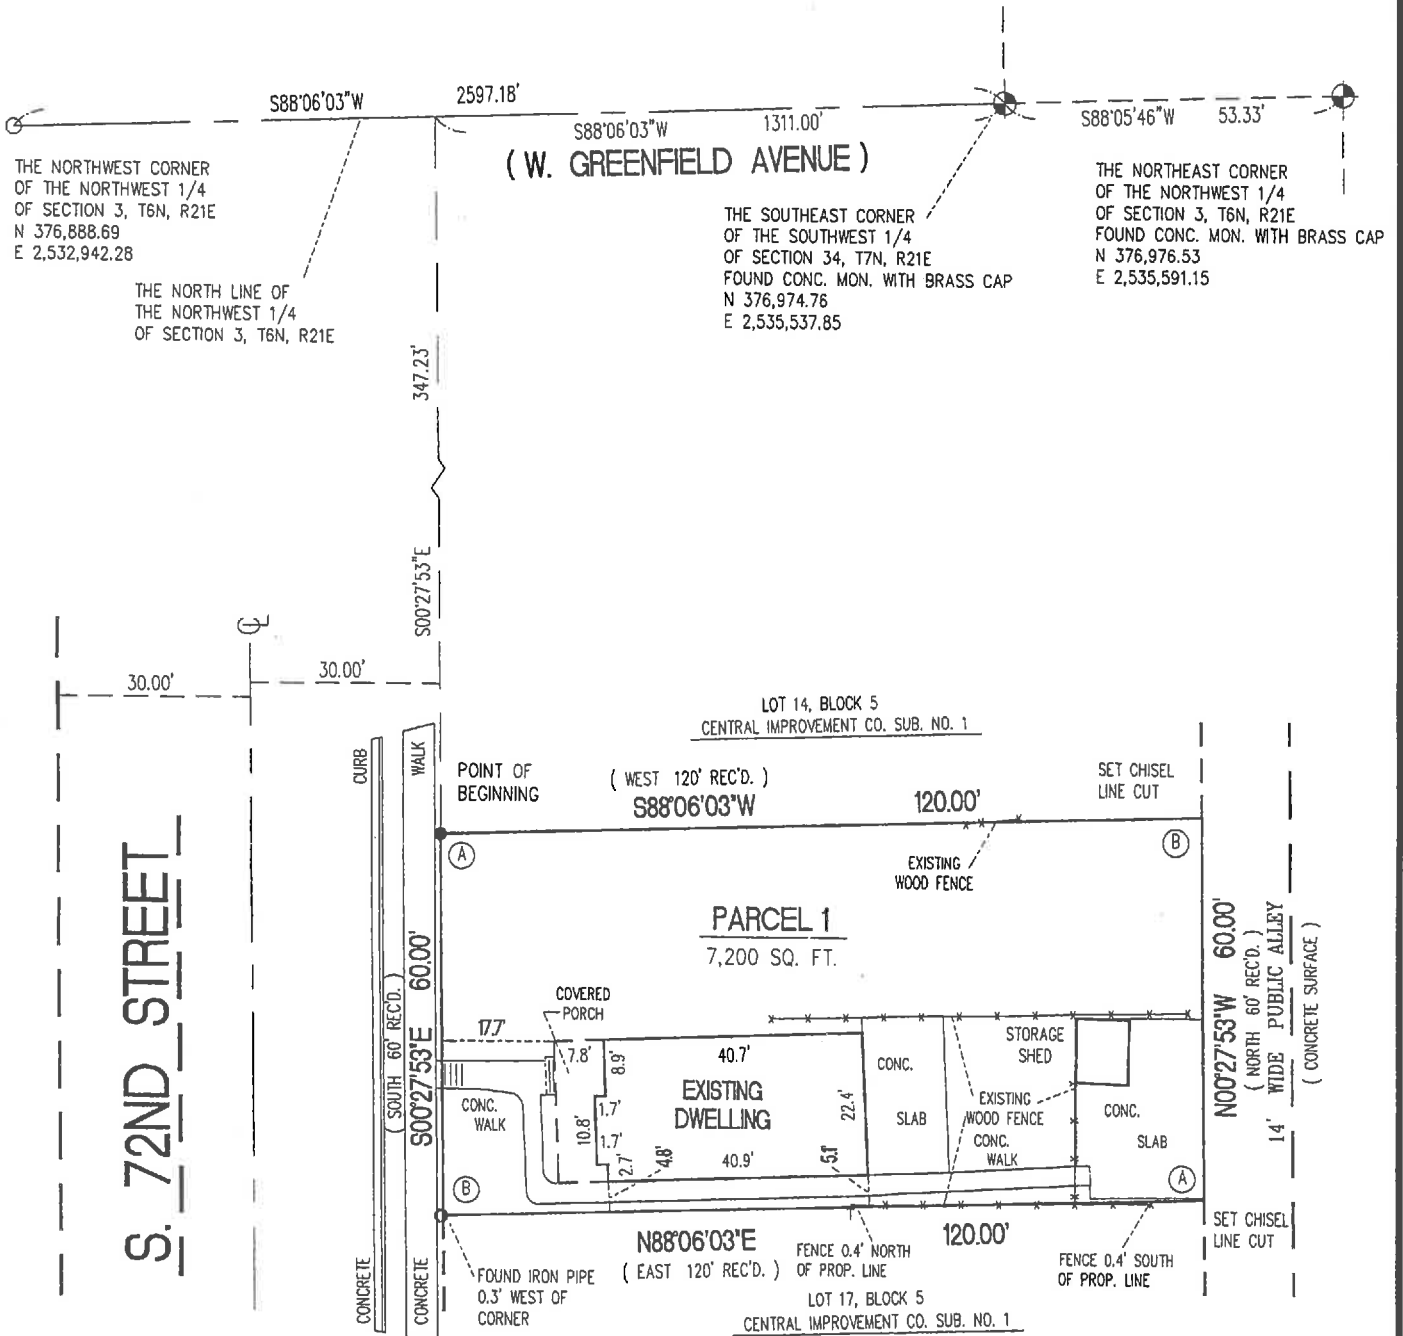 S88°06'03"W
2597.18'
S88°06'03"W
1311.00'
S88°05'46"W
53.33'
( W. GREENFIELD AVENUE )
THE NORTHWEST CORNER
OF THE NORTHWEST 1/4
OF SECTION 3, T6N, R21E
N 376,888.69
E 2,532,942.28
THE NORTH LINE OF
THE NORTHWEST 1/4
OF SECTION 3, T6N, R21E
THE SOUTHEAST CORNER
OF THE SOUTHWEST 1/4
OF SECTION 34, T7N, R21E
FOUND CONC. MON. WITH BRASS CAP
N 376,974.76
E 2,535,537.85
THE NORTHEAST CORNER
OF THE NORTHWEST 1/4
OF SECTION 3, T6N, R21E
FOUND CONC. MON. WITH BRASS CAP
N 376,976.53
E 2,535,591.15
347.23'
S00°27'53"E
30.00'
30.00'
LOT 14, BLOCK 5
CENTRAL IMPROVEMENT CO. SUB. NO. 1
CURB
WALK
POINT OF
BEGINNING
( WEST 120' REC'D. )
S88°06'03"W
120.00'
SET CHISEL
LINE CUT
A
B
EXISTING
WOOD FENCE
PARCEL 1
7,200 SQ. FT.
S. 72ND STREET
( SOUTH 60' REC'D. )
S00°27'53"E 60.00'
N00°27'53"W 60.00'
( NORTH 60' REC'D. )
14' WIDE PUBLIC ALLEY
( CONCRETE SURFACE )
COVERED
PORCH
17.7'
7.8'
8.9'
40.7'
EXISTING
DWELLING
22.4'
CONC.
SLAB
STORAGE
SHED
EXISTING
WOOD FENCE
CONC.
WALK
CONC.
SLAB
CONC.
WALK
1.7'
10.8'
1.7'
2.7'
4.8'
40.9'
5.1'
B
A
N88°06'03"E
120.00'
( EAST 120' REC'D. )
FENCE 0.4' NORTH
OF PROP. LINE
FENCE 0.4' SOUTH
OF PROP. LINE
SET CHISEL
LINE CUT
FOUND IRON PIPE
0.3' WEST OF
CORNER
CONCRETE
CONCRETE
LOT 17, BLOCK 5
CENTRAL IMPROVEMENT CO. SUB. NO. 1